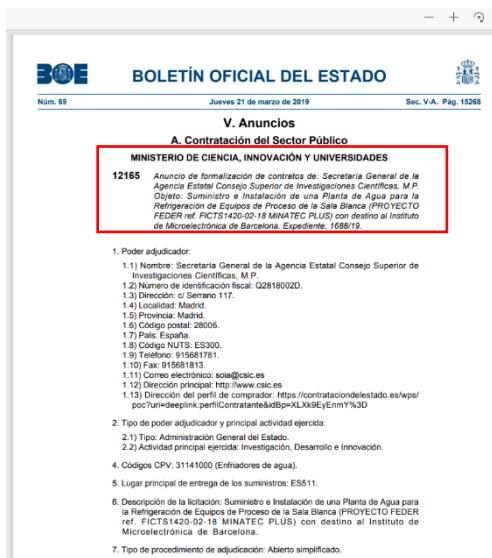 BOE
BOLETÍN OFICIAL DEL ESTADO
Núm. 69 Jueves 21 de marzo de 2019 Sec. V-A. Pág. 15268
V. Anuncios
A. Contratación del Sector Público
MINISTERIO DE CIENCIA, INNOVACIÓN Y UNIVERSIDADES
12165 Anuncio de formalización de contratos de: Secretaría General de la
Agencia Estatal Consejo Superior de Investigaciones Científicas, M.P.
Objeto: Suministro e Instalación de una Planta de Agua para la
Refrigeración de Equipos de Proceso de la Sala Blanca (PROYECTO
FEDER ref. FICTS1420-02-18 MINATEC PLUS) con destino al Instituto
de Microelectrónica de Barcelona. Expediente: 1688/19.
1. Poder adjudicador:
1.1) Nombre: Secretaría General de la Agencia Estatal Consejo Superior de
Investigaciones Científicas, M.P.
1.2) Número de identificación fiscal: Q2818002D.
1.3) Dirección: c/ Serrano 117.
1.4) Localidad: Madrid.
1.5) Provincia: Madrid.
1.6) Código postal: 28006.
1.7) País: España.
1.8) Código NUTS: ES300.
1.9) Teléfono: 915681781.
1.10) Fax: 915681813.
1.11) Correo electrónico: soia@csic.es
1.12) Dirección principal: http://www.csic.es
1.13) Dirección del perfil de comprador: https://contrataciondelestado.es/wps/
poc?uri=deeplink:perfilContratante&idBp=XLXk9EyEnmY%3D
2. Tipo de poder adjudicador y principal actividad ejercida:
2.1) Tipo: Administración General del Estado.
2.2) Actividad principal ejercida: Investigación, Desarrollo e Innovación.
4. Códigos CPV: 31141000 (Enfriadores de agua).
5. Lugar principal de entrega de los suministros: ES511.
6. Descripción de la licitación: Suministro e Instalación de una Planta de Agua para
la Refrigeración de Equipos de Proceso de la Sala Blanca (PROYECTO FEDER
ref. FICTS1420-02-18 MINATEC PLUS) con destino al Instituto de
Microelectrónica de Barcelona.
7. Tipo de procedimiento de adjudicación: Abierto simplificado.